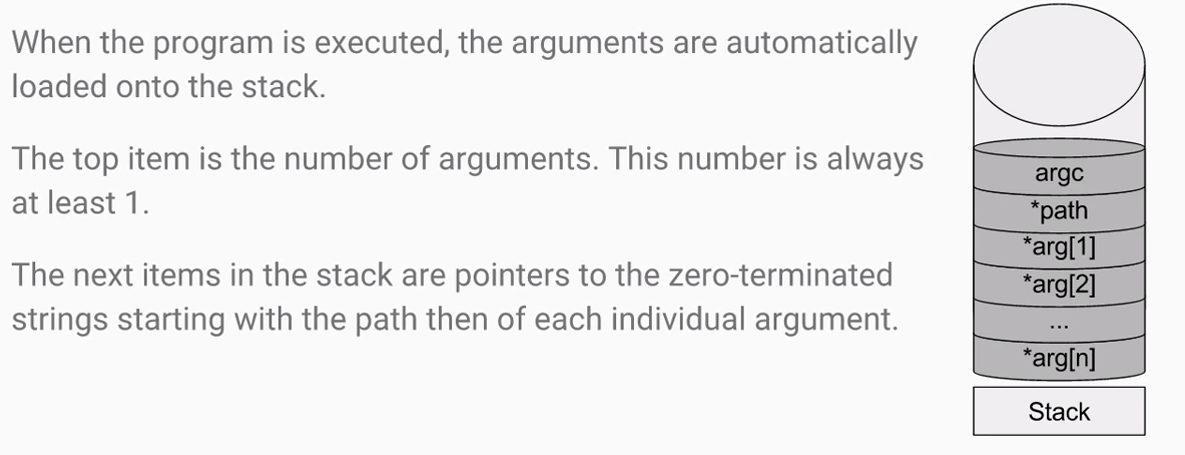 When the program is executed, the arguments are automatically
loaded onto the stack.
The top item is the number of arguments. This number is always
at least 1.
The next items in the stack are pointers to the zero-terminated
strings starting with the path then of each individual argument.
argc
*path
*arg[1]
*arg[2]
...
*arg[n]
Stack